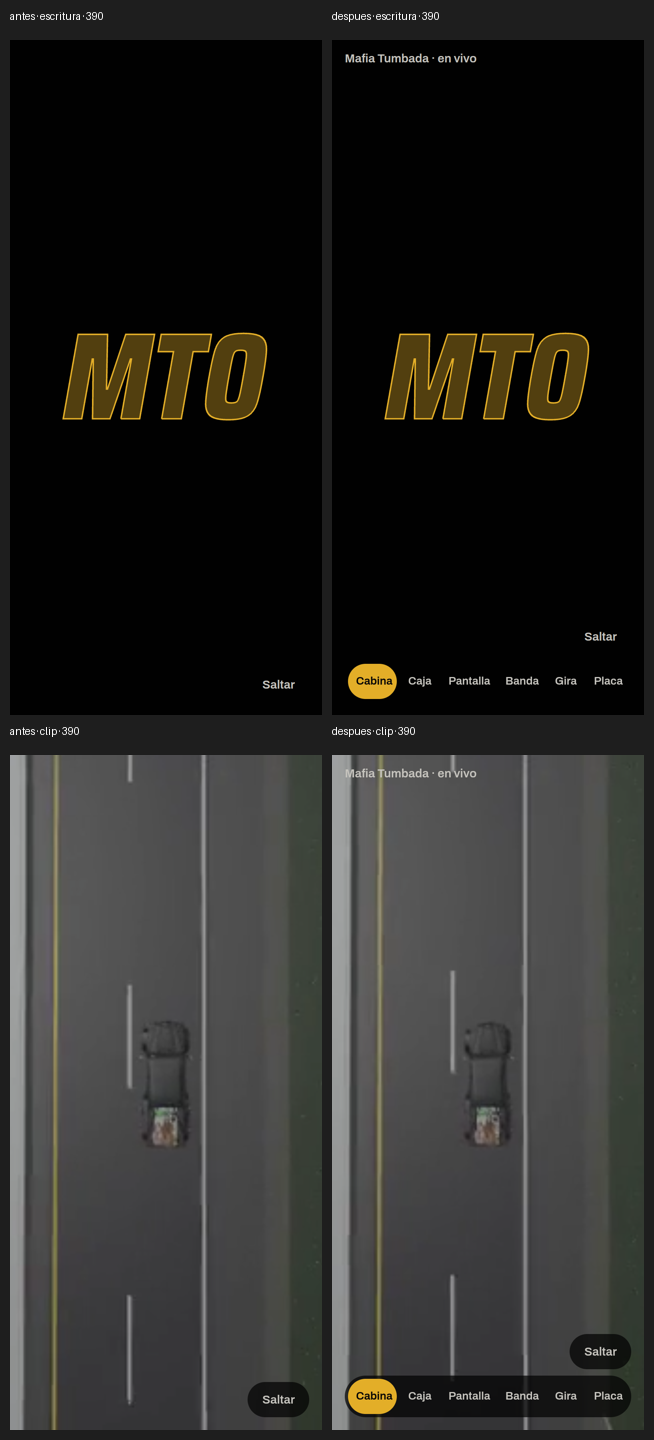 antes·escritura·390
despues·escritura·390
Mafia Tumbada · en vivo
MTO
MTO
Saltar
Saltar
Cabina Caja Pantalla Banda Gira Placa
antes·clip·390
despues·clip·390
Mafia Tumbada · en vivo
Saltar
Saltar
Cabina Caja Pantalla Banda Gira Placa